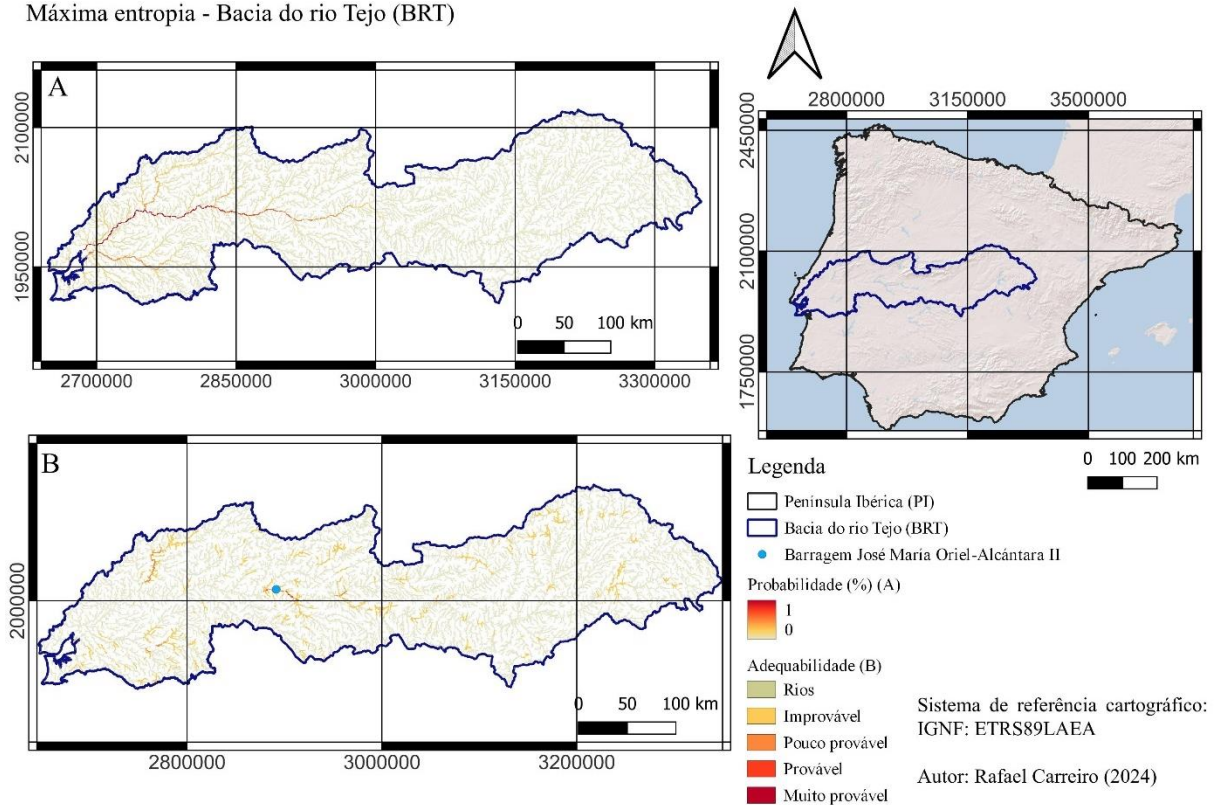 Máxima entropia - Bacia do rio Tejo (BRT)
A
2100000
1950000
0 50 100 km
2700000 2850000 3000000 3150000 3300000
2800000 3150000 3500000
2450000
2100000
1750000
0 100 200 km
B
2000000
0 50 100 km
2800000 3000000 3200000
Legenda
Península Ibérica (PI)
Bacia do rio Tejo (BRT)
Barragem José María Oriel-Alcántara II
Probabilidade (%) (A)
1
0
Adequabilidade (B)
Rios
Improvável
Pouco provável
Provável
Muito provável
Sistema de referência cartográfico:
IGNF: ETRS89LAEA
Autor: Rafael Carreiro (2024)